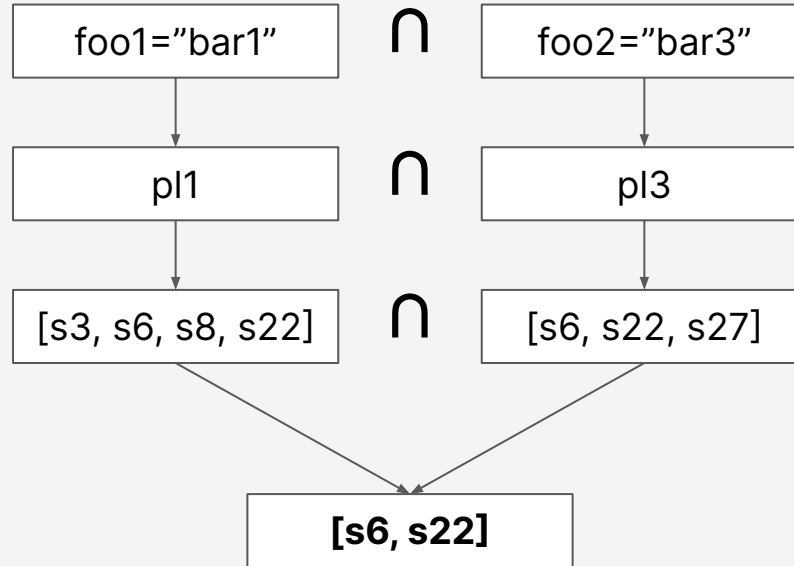 foo1=”bar1” ∩ foo2=”bar3”
pl1 ∩ pl3
[s3, s6, s8, s22] ∩ [s6, s22, s27]
[s6, s22]